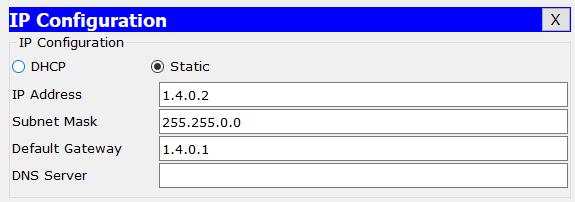 IP Configuration X
IP Configuration
DHCP Static
IP Address 1.4.0.2
Subnet Mask 255.255.0.0
Default Gateway 1.4.0.1
DNS Server